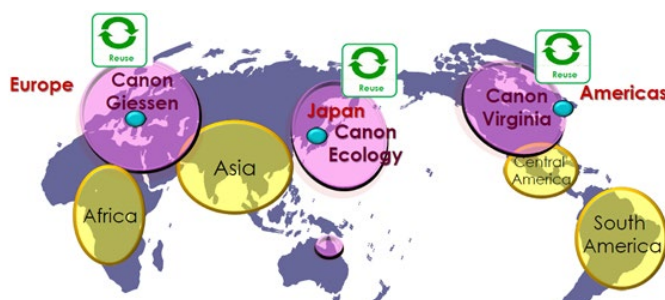 Reuse
Reuse
Reuse
Europe
Canon
Giessen
Japan
Canon
Ecology
Canon
Virginia
Americas
Asia
Central
America
Africa
South
America